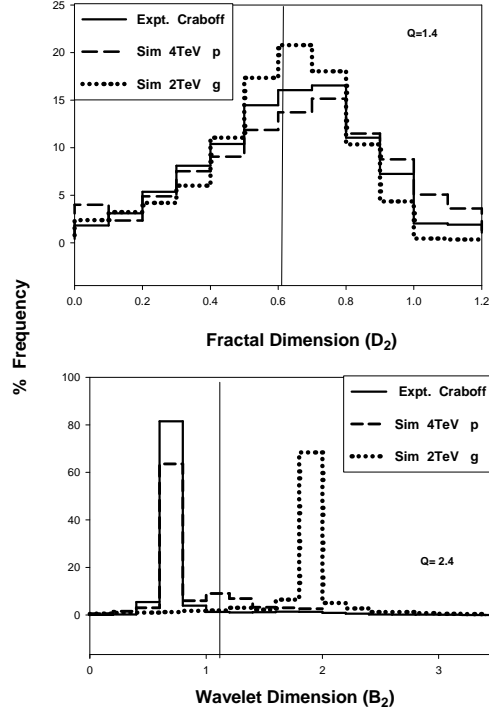 25
20
15
10
5
0
Expt. Craboff
Sim 4TeV p
Sim 2TeV g
Q=1.4
0.0 0.2 0.4 0.6 0.8 1.0 1.2
Fractal Dimension (D2)
% Frequency
100
80
60
40
20
0
Expt. Craboff
Sim 4TeV p
Sim 2TeV g
Q= 2.4
0 1 2 3
Wavelet Dimension (B2)